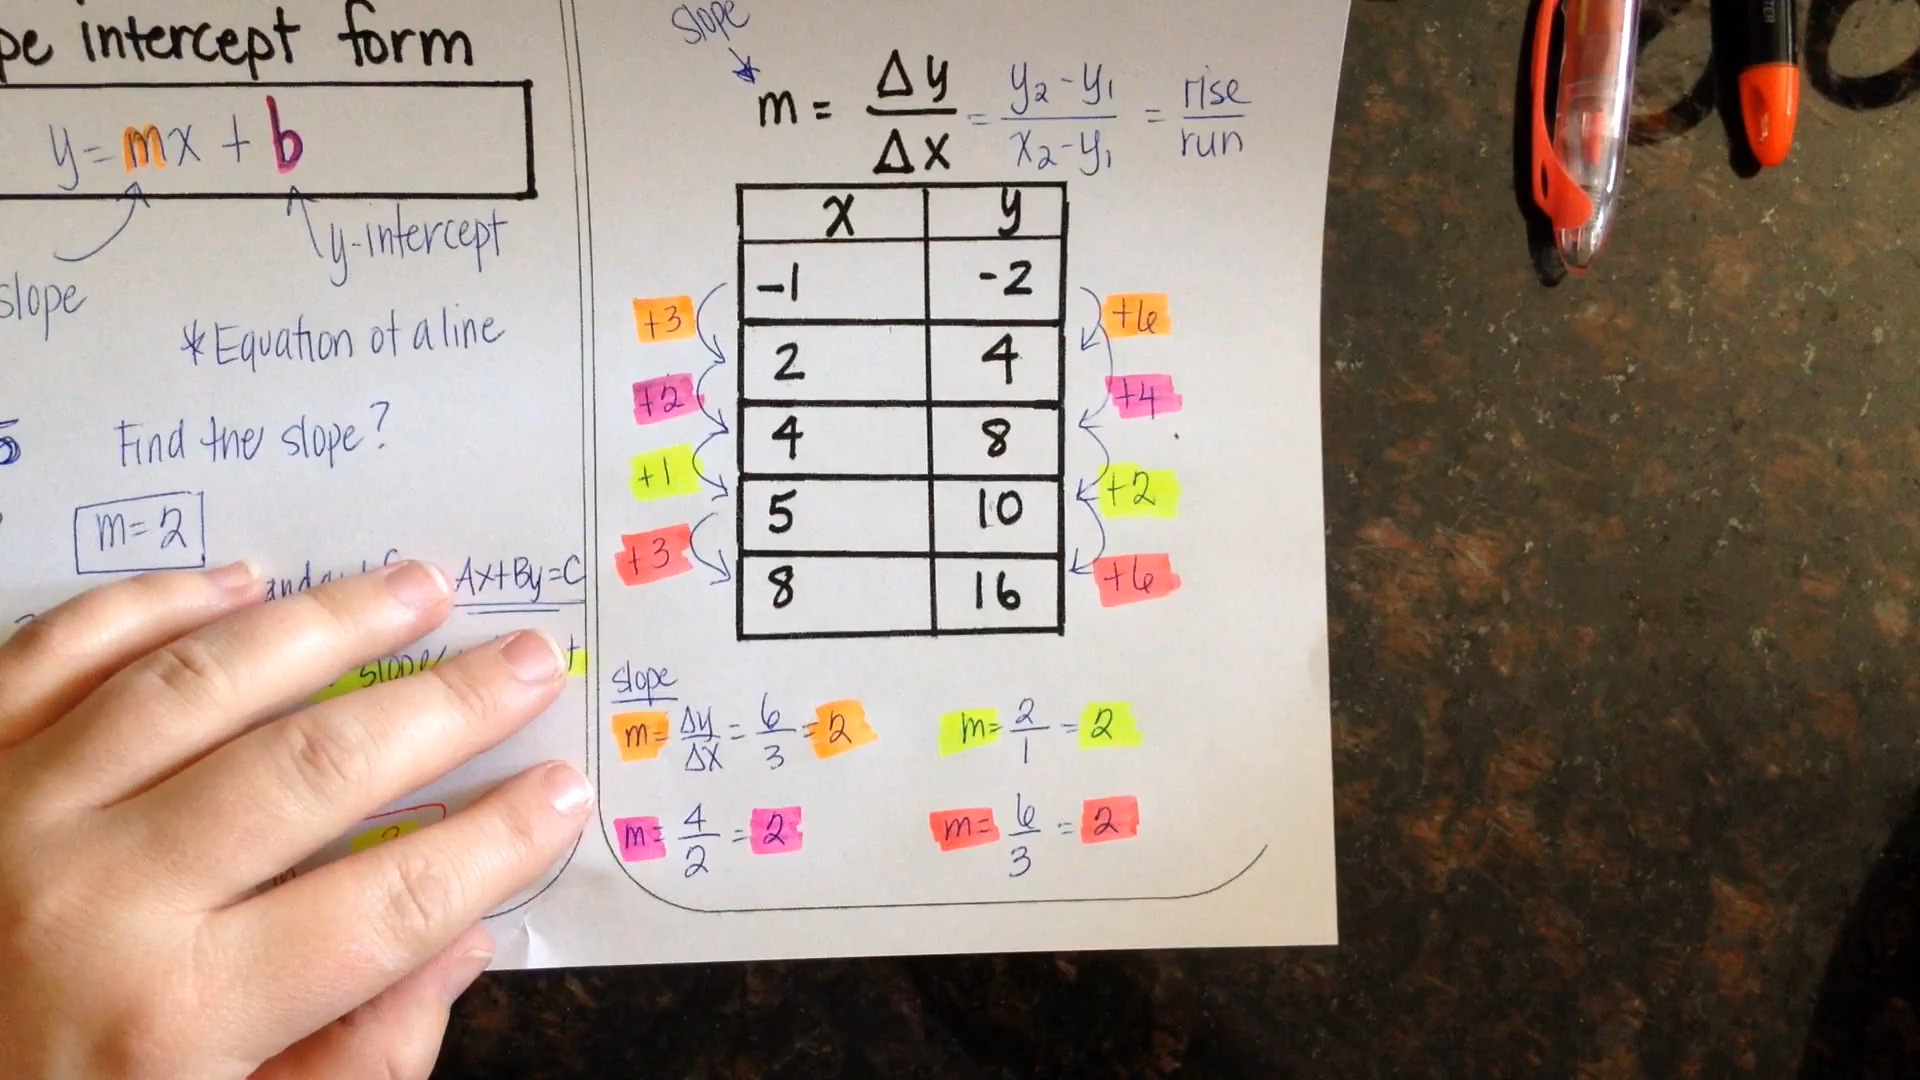 pe intercept form
y=mx + b
slope
y-intercept
*Equation of a line
5 Find the slope?
m=2
Ax+By=C
slope
slope
m = Δy/Δx = y₂-y₁/x₂-y₁ = rise/run
x y
-1 -2
+3 +6
2 4
+2 +4
4 8
+1 +2
5 10
+3 +6
8 16
slope
m= Δy/Δx = 6/3 = 2 m= 2/1 = 2
m= 4/2 = 2 m= 6/3 = 2